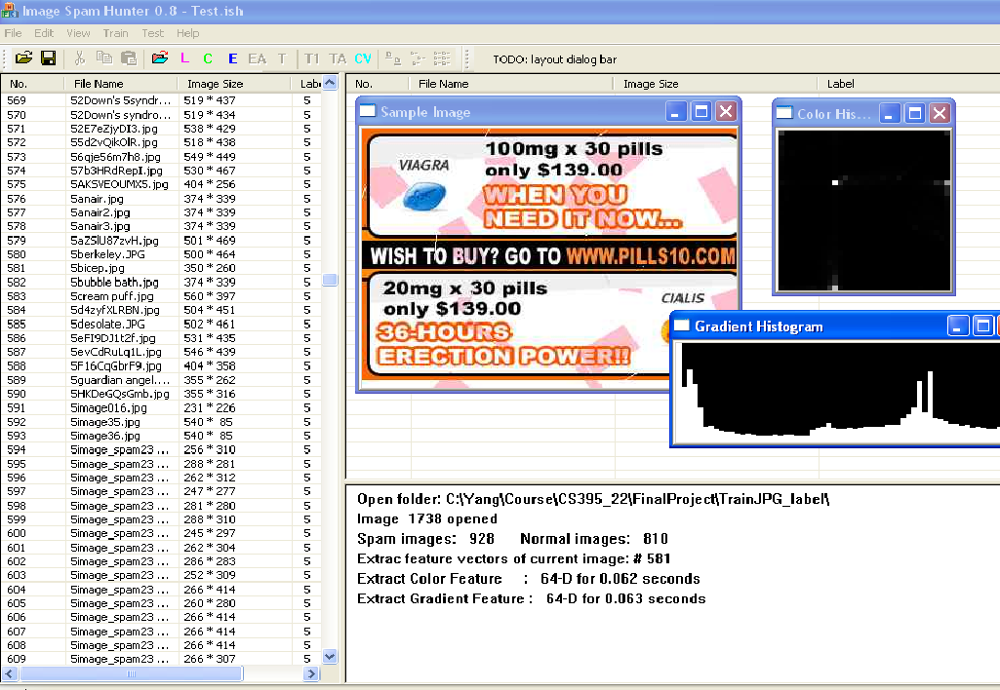 Image Spam Hunter 0.8 - Test.ish
File Edit View Train Test Help
L C E EA T T1 TA CV TODO: layout dialog bar
No. File Name Image Size Labe
569 52Down's 5syndr... 519 * 437 5
570 52Down's syndro... 519 * 434 5
571 52E7eZjyDI3.jpg 538 * 429 5
572 55d2vQikOlR.jpg 518 * 438 5
573 56qje56m7h8.jpg 549 * 449 5
574 57b3HRdRepI.jpg 530 * 467 5
575 5AKSVEOUMX5.jpg 404 * 256 5
576 5anair.jpg 374 * 339 5
577 5anair2.jpg 374 * 339 5
578 5anair3.jpg 374 * 339 5
579 5aZSlU87zvH.jpg 501 * 469 5
580 5berkeley.JPG 500 * 464 5
581 5bicep.jpg 350 * 260 5
582 5bubble bath.jpg 374 * 339 5
583 5cream puff.jpg 560 * 397 5
584 5d4zyfXLRBN.jpg 504 * 451 5
585 5desolate.JPG 502 * 461 5
586 5eFI9DJ1t2f.jpg 531 * 435 5
587 5evCdRuLq1L.jpg 546 * 439 5
588 5F16CqGbrF9.jpg 404 * 358 5
589 5guardian angel.... 355 * 262 5
590 5HKDeGQsGmb.jpg 355 * 316 5
591 5image016.jpg 231 * 226 5
592 5image35.jpg 540 * 85 5
593 5image36.jpg 540 * 85 5
594 5image_spam23 ... 256 * 310 5
595 5image_spam23 ... 288 * 281 5
596 5image_spam23 ... 262 * 312 5
597 5image_spam23 ... 247 * 277 5
598 5image_spam23 ... 281 * 280 5
599 5image_spam23 ... 288 * 310 5
600 5image_spam23 ... 245 * 297 5
601 5image_spam23 ... 262 * 304 5
602 5image_spam23 ... 286 * 283 5
603 5image_spam23 ... 252 * 309 5
604 5image_spam23 ... 266 * 414 5
605 5image_spam23 ... 260 * 280 5
606 5image_spam23 ... 266 * 414 5
607 5image_spam23 ... 266 * 414 5
608 5image_spam23 ... 266 * 414 5
609 5image_spam23 ... 266 * 307 5
No. File Name Image Size Label
Sample Image
VIAGRA
100mg x 30 pills
only $139.00
WHEN YOU
NEED IT NOW...
WISH TO BUY? GO TO WWW.PILLS10.COM
20mg x 30 pills
only $139.00
CIALIS
36-HOURS
ERECTION POWER!!
Color His...
Gradient Histogram
Open folder: C:\Yang\Course\CS395_22\FinalProject\TrainJPG_label\
Image 1738 opened
Spam images: 928 Normal images: 810
Extrac feature vectors of current image: # 581
Extract Color Feature : 64-D for 0.062 seconds
Extract Gradient Feature : 64-D for 0.063 seconds